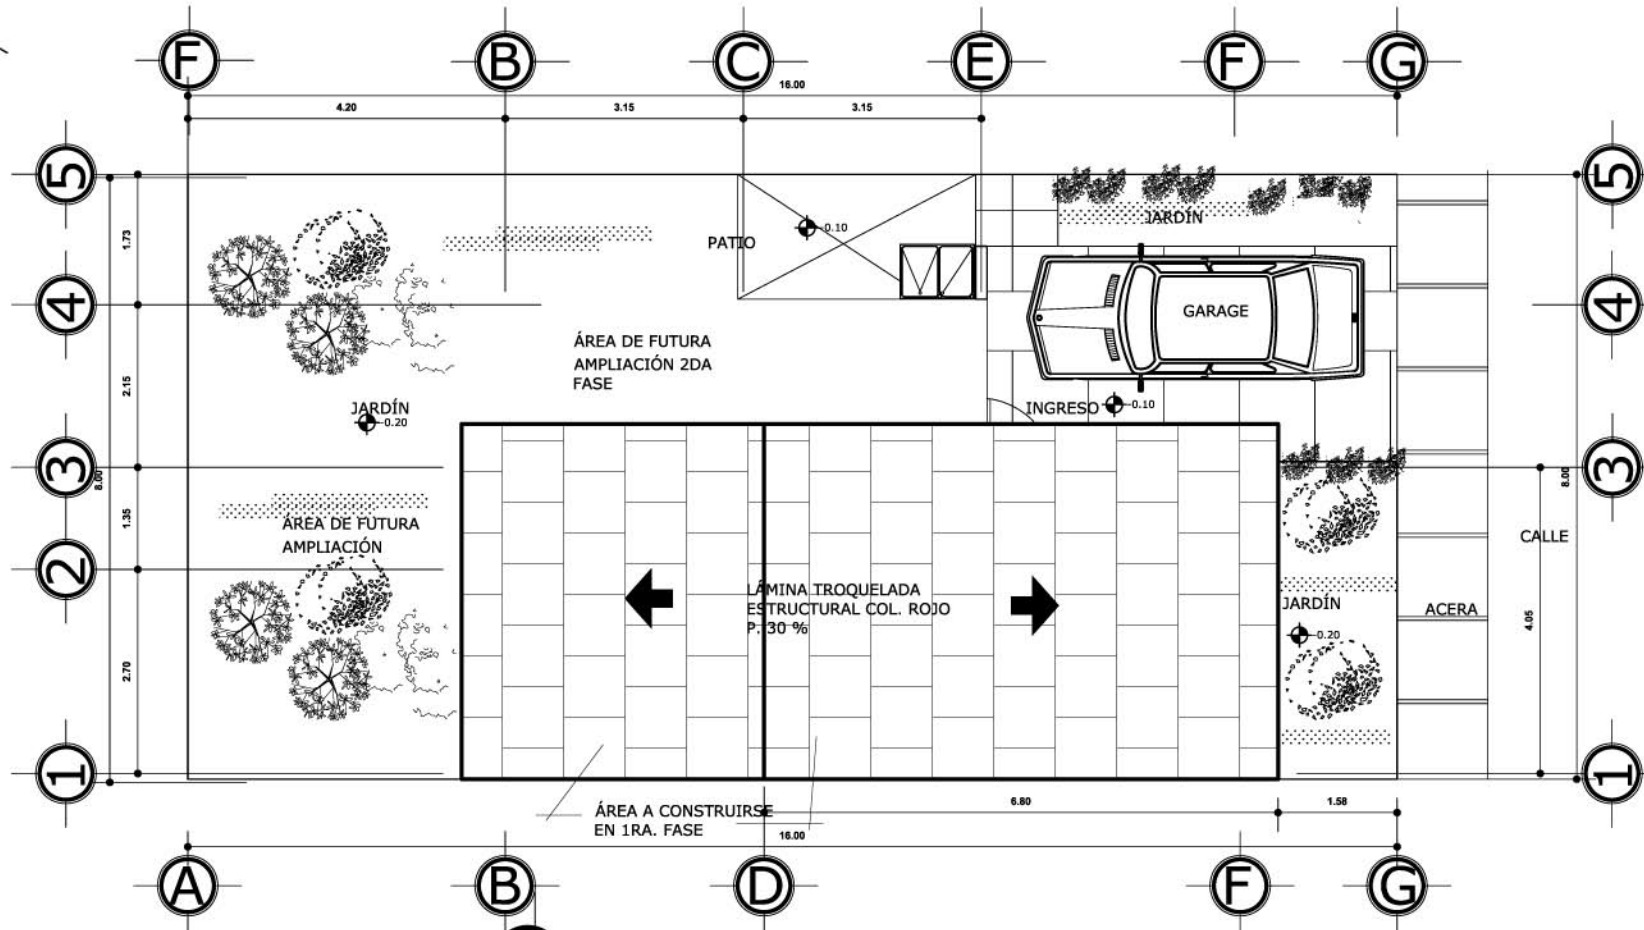 F B C E F G
16.00
4.20 3.15 3.15
5 5
JARDÍN
-0.10
1.73
PATIO
4 4
GARAGE
ÁREA DE FUTURA
AMPLIACIÓN 2DA
FASE
2.15
JARDÍN
-0.20
INGRESO
-0.10
3 3
8.00 8.00
1.35
ÁREA DE FUTURA
AMPLIACIÓN
CALLE
2
LÁMINA TROQUELADA
ESTRUCTURAL COL. ROJO
P. 30 %
JARDÍN
ACERA
4.05
-0.20
2.70
1 1
ÁREA A CONSTRUIRSE
EN 1RA. FASE
6.80 1.58
16.00
A B D F G